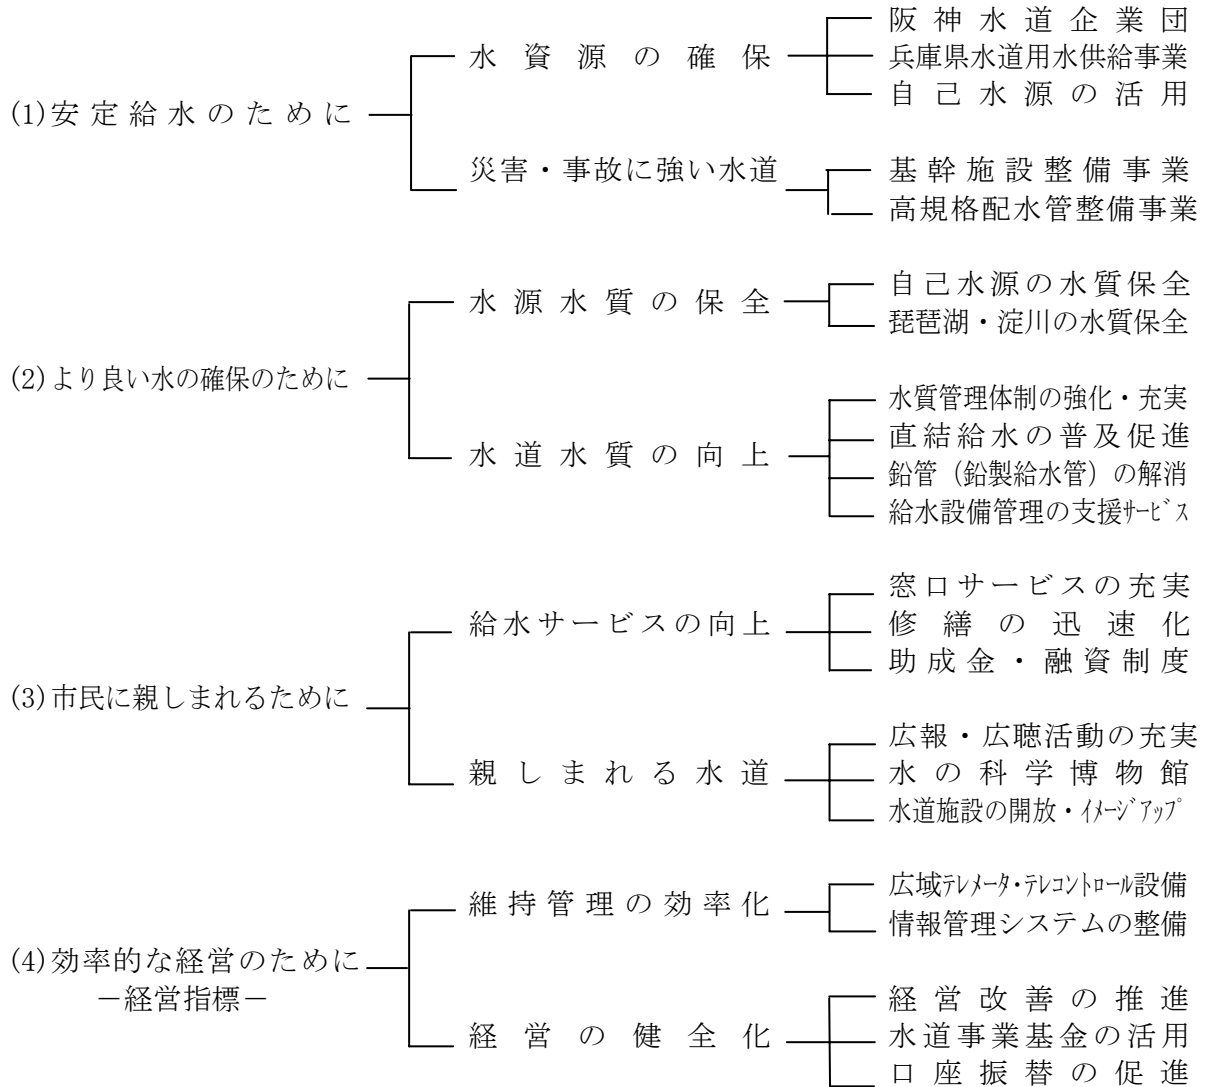 (1)安定給水のために
水資源の確保
阪神水道企業団
兵庫県水道用水供給事業
自己水源の活用
災害・事故に強い水道
基幹施設整備事業
高規格配水管整備事業
(2)より良い水の確保のために
水源水質の保全
自己水源の水質保全
琵琶湖・淀川の水質保全
水道水質の向上
水質管理体制の強化・充実
直結給水の普及促進
鉛管（鉛製給水管）の解消
給水設備管理の支援ｻｰﾋﾞｽ
(3)市民に親しまれるために
給水サービスの向上
窓口サービスの充実
修繕の迅速化
助成金・融資制度
親しまれる水道
広報・広聴活動の充実
水の科学博物館
水道施設の開放・ｲﾒｰｼﾞｱｯﾌﾟ
(4)効率的な経営のために
－経営指標－
維持管理の効率化
広域ﾃﾚﾒｰﾀ･ﾃﾚｺﾝﾄﾛｰﾙ設備
情報管理システムの整備
経営の健全化
経営改善の推進
水道事業基金の活用
口座振替の促進